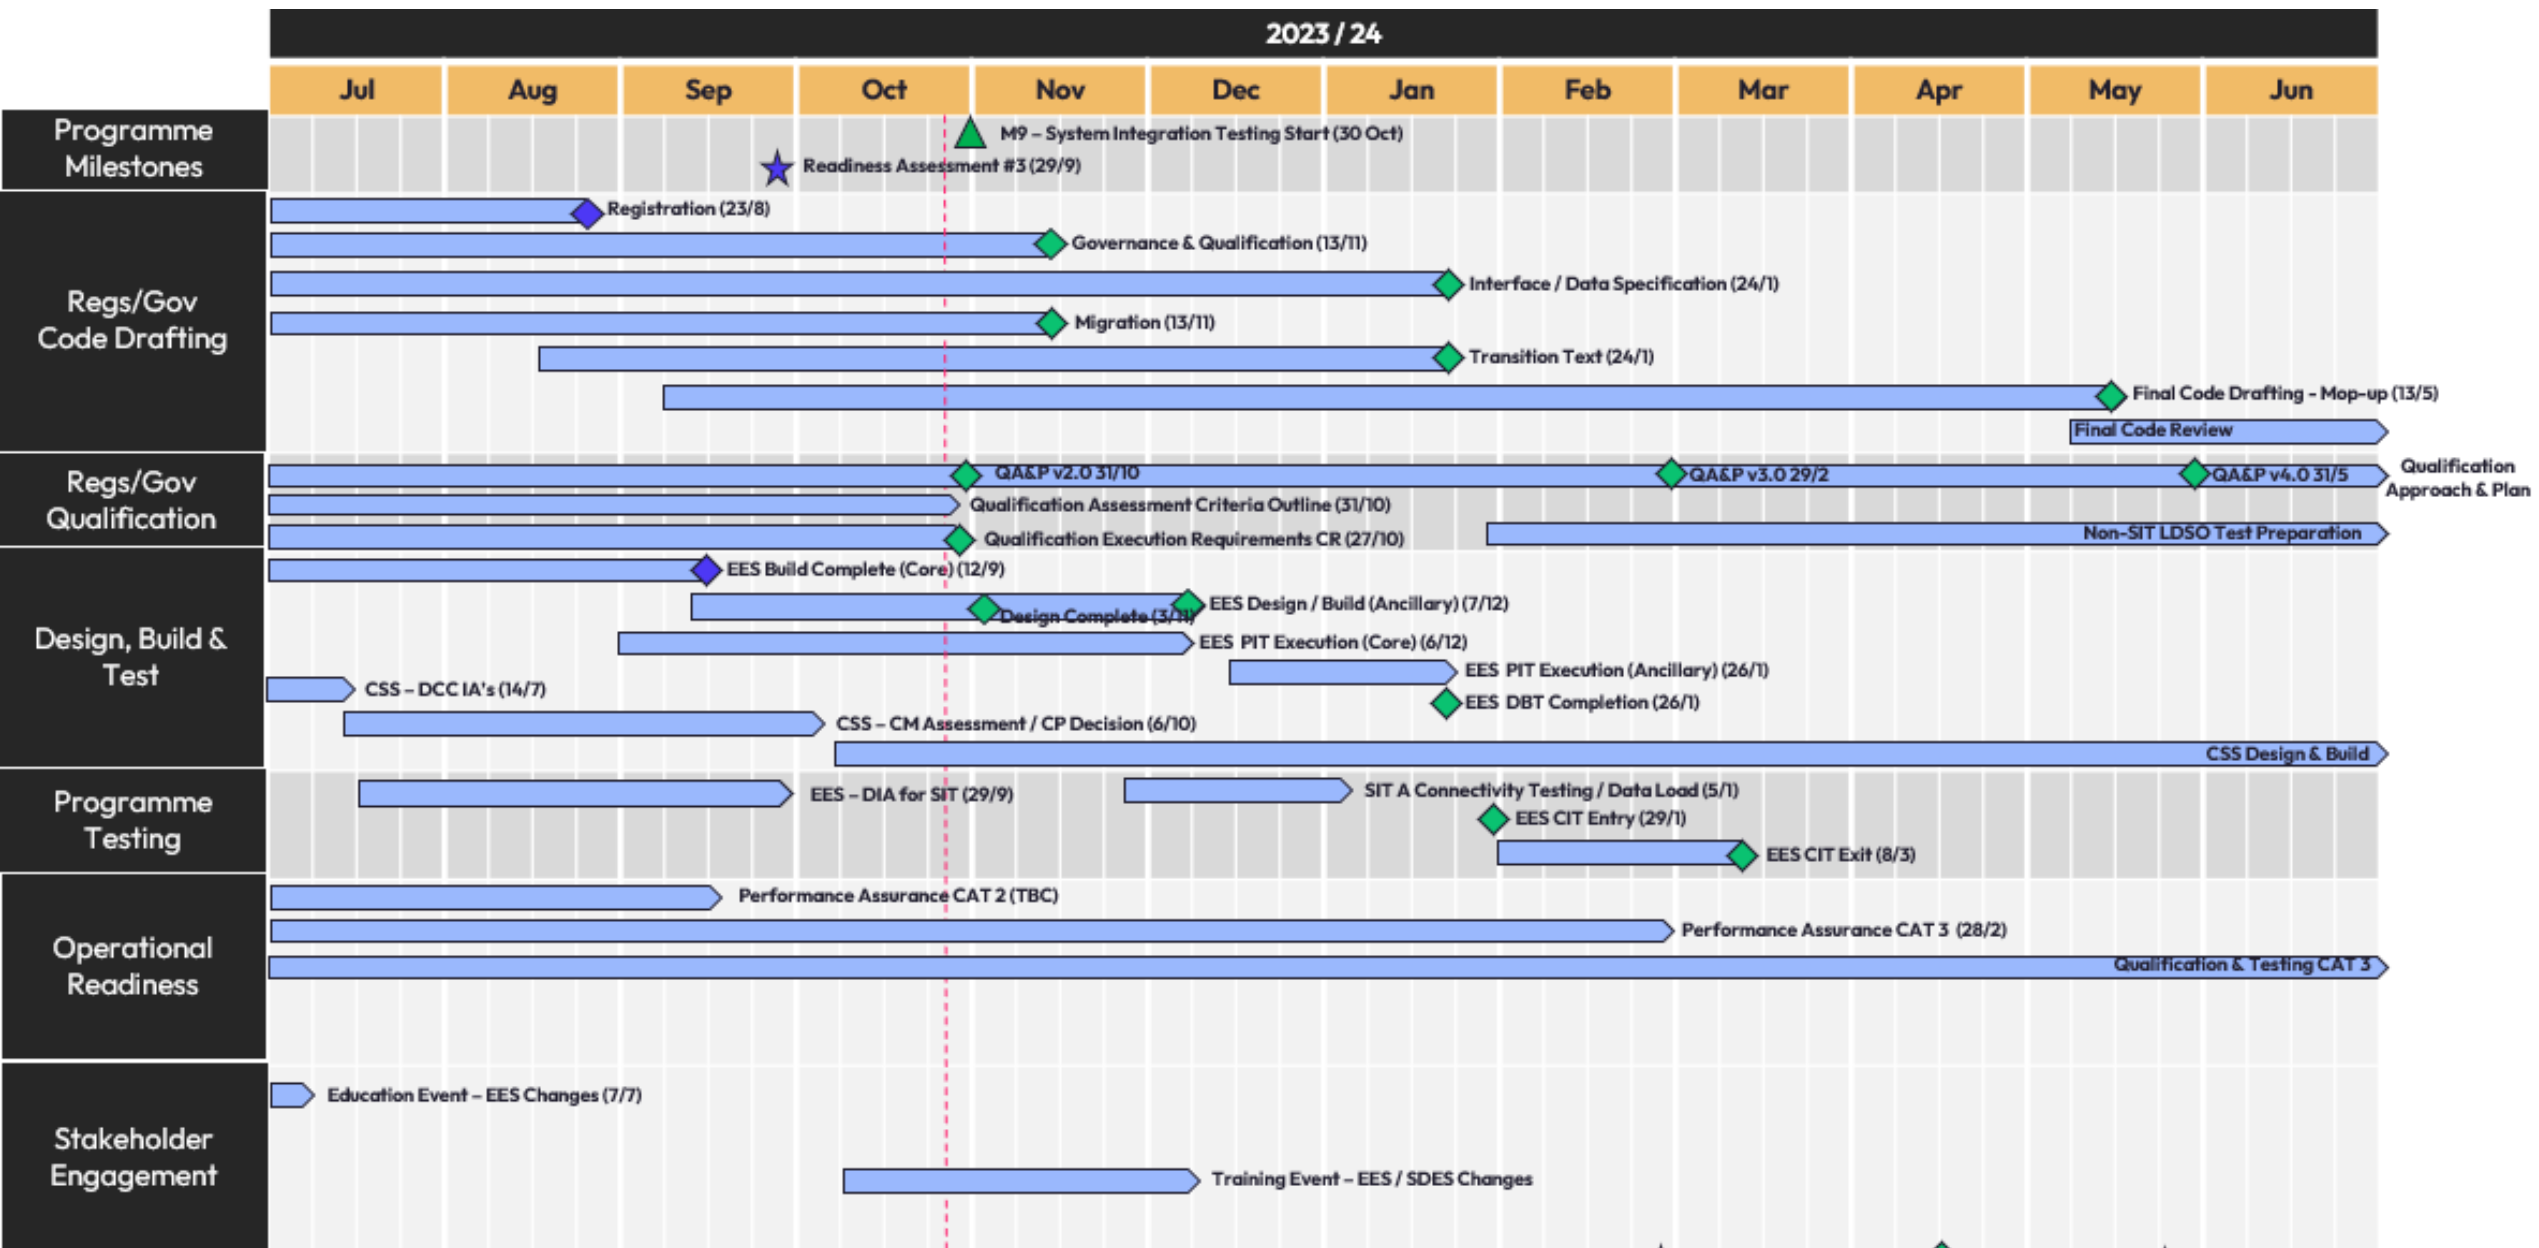 2023 / 24
Jul Aug Sep Oct Nov Dec Jan Feb Mar Apr May Jun
Programme
Milestones
M9 – System Integration Testing Start (30 Oct)
Readiness Assessment #3 (29/9)
Regs/Gov
Code Drafting
Registration (23/8)
Governance & Qualification (13/11)
Interface / Data Specification (24/1)
Migration (13/11)
Transition Text (24/1)
Final Code Drafting - Mop-up (13/5)
Final Code Review
Regs/Gov
Qualification
QA&P v2.0 31/10
QA&P v3.0 29/2
QA&P v4.0 31/5
Qualification
Approach & Plan
Qualification Assessment Criteria Outline (31/10)
Qualification Execution Requirements CR (27/10)
Non-SIT LDSO Test Preparation
Design, Build &
Test
EES Build Complete (Core) (12/9)
EES Design / Build (Ancillary) (7/12)
Design Complete (3/11)
EES PIT Execution (Core) (6/12)
EES PIT Execution (Ancillary) (26/1)
CSS – DCC IA's (14/7)
EES DBT Completion (26/1)
CSS – CM Assessment / CP Decision (6/10)
CSS Design & Build
Programme
Testing
EES – DIA for SIT (29/9)
SIT A Connectivity Testing / Data Load (5/1)
EES CIT Entry (29/1)
EES CIT Exit (8/3)
Operational
Readiness
Performance Assurance CAT 2 (TBC)
Performance Assurance CAT 3 (28/2)
Qualification & Testing CAT 3
Stakeholder
Engagement
Education Event – EES Changes (7/7)
Training Event – EES / SDES Changes